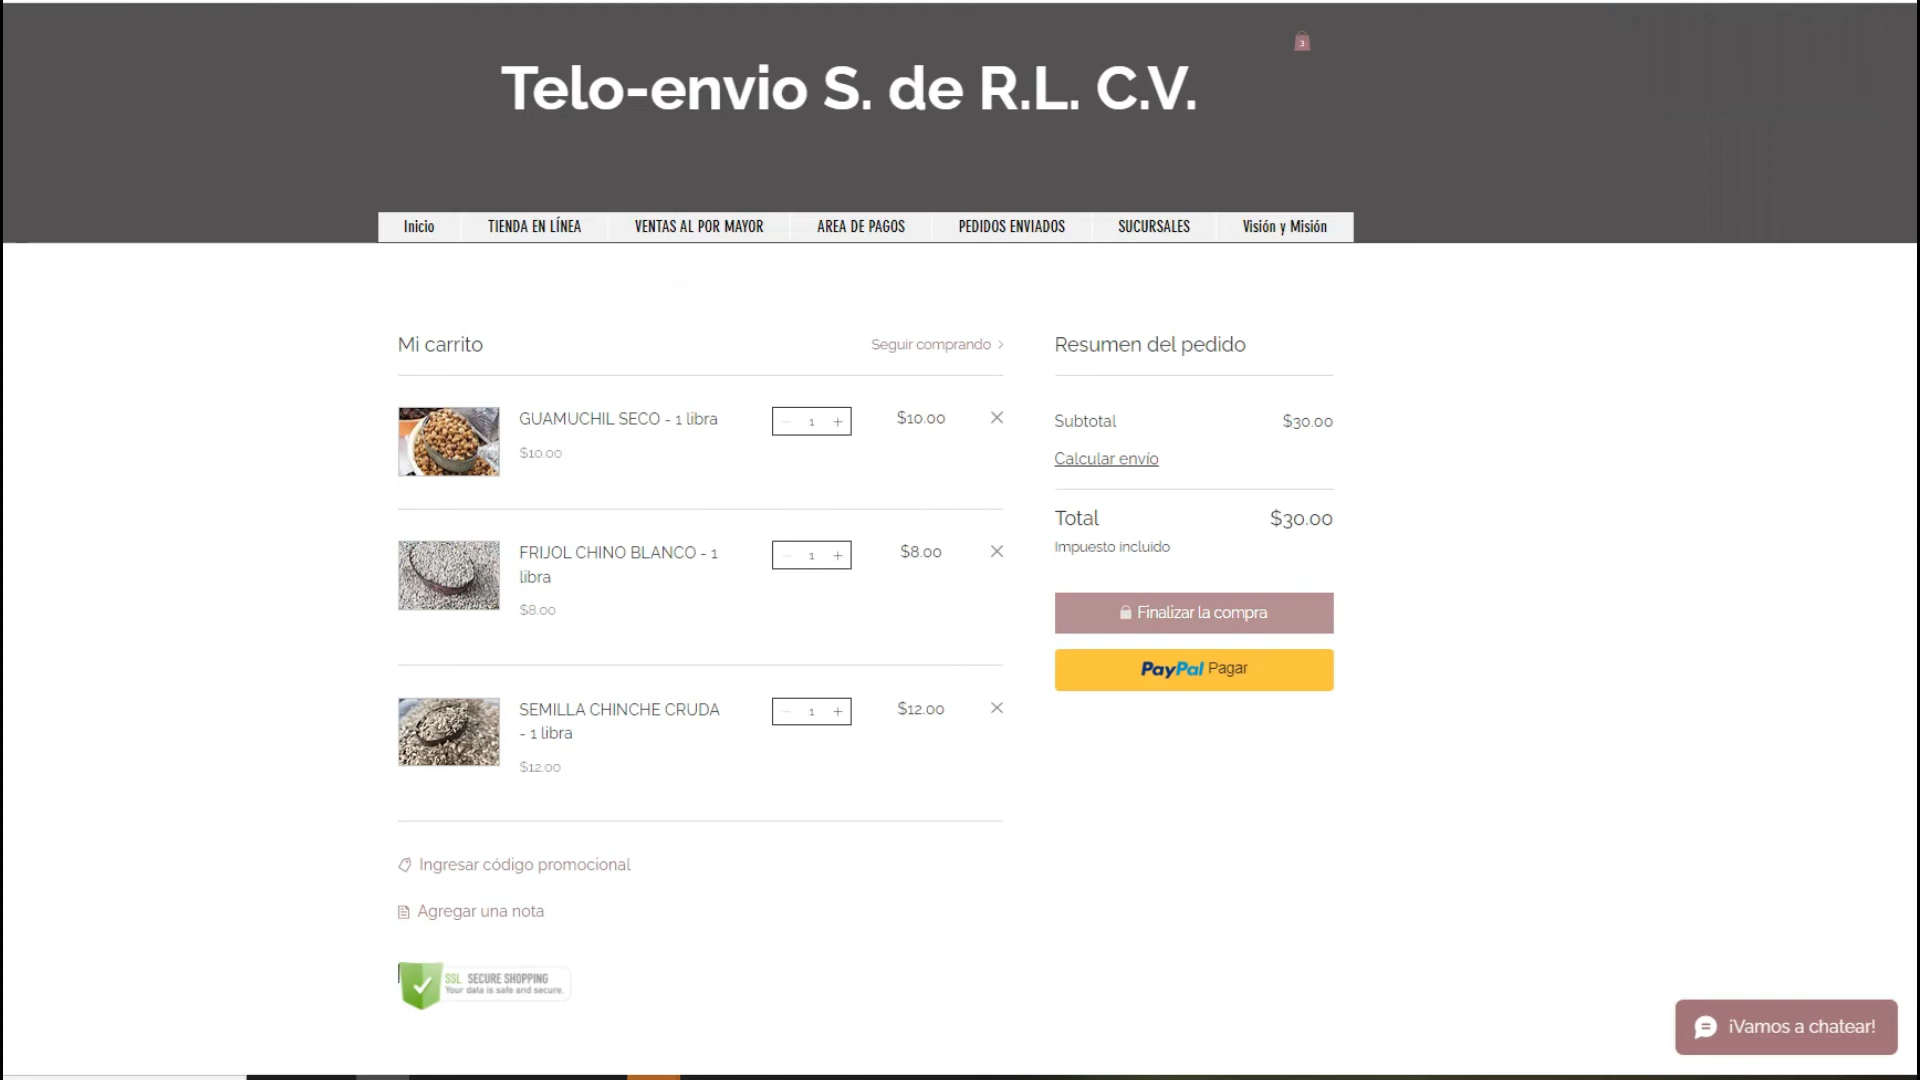 3
Telo-envio S. de R.L. C.V.
Inicio TIENDA EN LÍNEA VENTAS AL POR MAYOR AREA DE PAGOS PEDIDOS ENVIADOS SUCURSALES Visión y Misión
Mi carrito
Seguir comprando >
GUAMUCHIL SECO - 1 libra
$10.00
− 1 +
$10.00
FRIJOL CHINO BLANCO - 1
libra
$8.00
− 1 +
$8.00
SEMILLA CHINCHE CRUDA
- 1 libra
$12.00
− 1 +
$12.00
Ingresar código promocional
Agregar una nota
SSL SECURE SHOPPING
Your data is safe and secure.
Resumen del pedido
Subtotal $30.00
Calcular envío
Total $30.00
Impuesto incluido
Finalizar la compra
PayPal Pagar
¡Vamos a chatear!